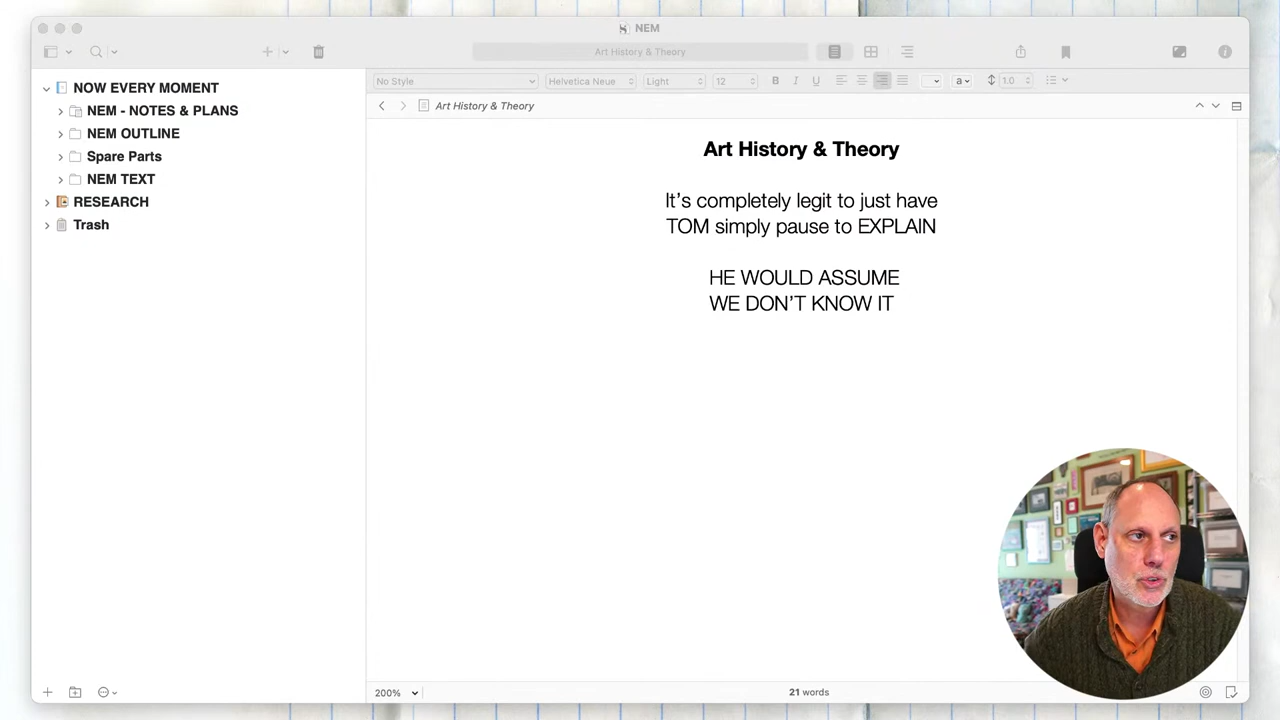 NEM
Art History & Theory
No Style
Helvetica Neue
Light
12
B
I
U
a
1.0
NOW EVERY MOMENT
NEM - NOTES & PLANS
NEM OUTLINE
Spare Parts
NEM TEXT
RESEARCH
Trash
Art History & Theory
Art History & Theory
It’s completely legit to just have
TOM simply pause to EXPLAIN
HE WOULD ASSUME
WE DON’T KNOW IT
200%
21 words